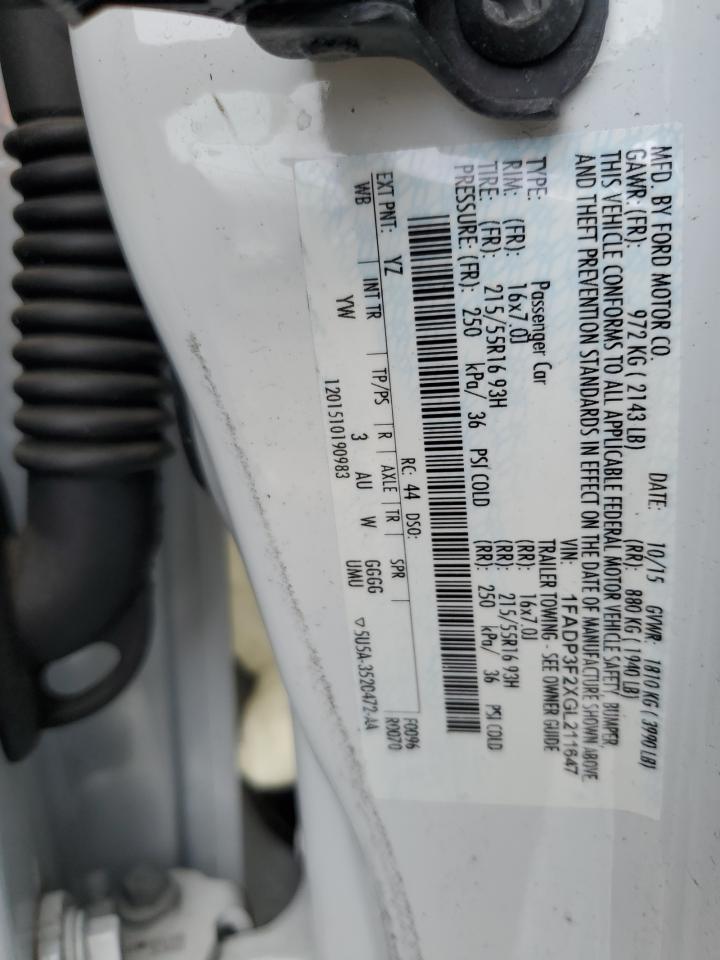 MFD. BY FORD MOTOR CO. DATE: 10/15 GVWR: 1810 KG ( 3990 LB)
GAWR: (FR): 972 KG ( 2143 LB) (RR): 880 KG ( 1940 LB)
THIS VEHICLE CONFORMS TO ALL APPLICABLE FEDERAL MOTOR VEHICLE SAFETY, BUMPER,
AND THEFT PREVENTION STANDARDS IN EFFECT ON THE DATE OF MANUFACTURE SHOWN ABOVE.
VIN: 1FADP3F2XGL211647
TYPE: Passenger Car TRAILER TOWING - SEE OWNER GUIDE
RIM: (FR): 16x7.0J (RR): 16x7.0J
TIRE: (FR): 215/55R16 93H (RR): 215/55R16 93H
PRESSURE: (FR): 250 kPa/ 36 PSI COLD (RR): 250 kPa/ 36 PSI COLD
F0096
RC: 44 DSO: R0070
EXT PNT: YZ INT TR TP/PS R AXLE TR SPR
WB YW 3 AU W GGGG
UMU
1201510190983 ▽5U5A-3520472-AA